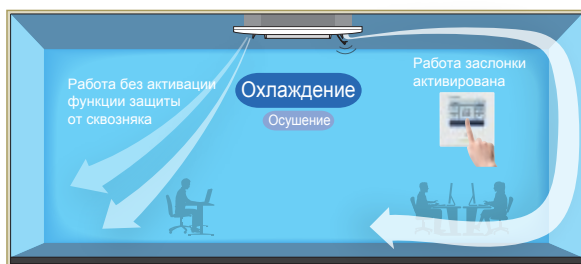 Работа без активации
функции защиты
от сквозняка
Охлаждение
Осушение
Работа заслонки
активирована